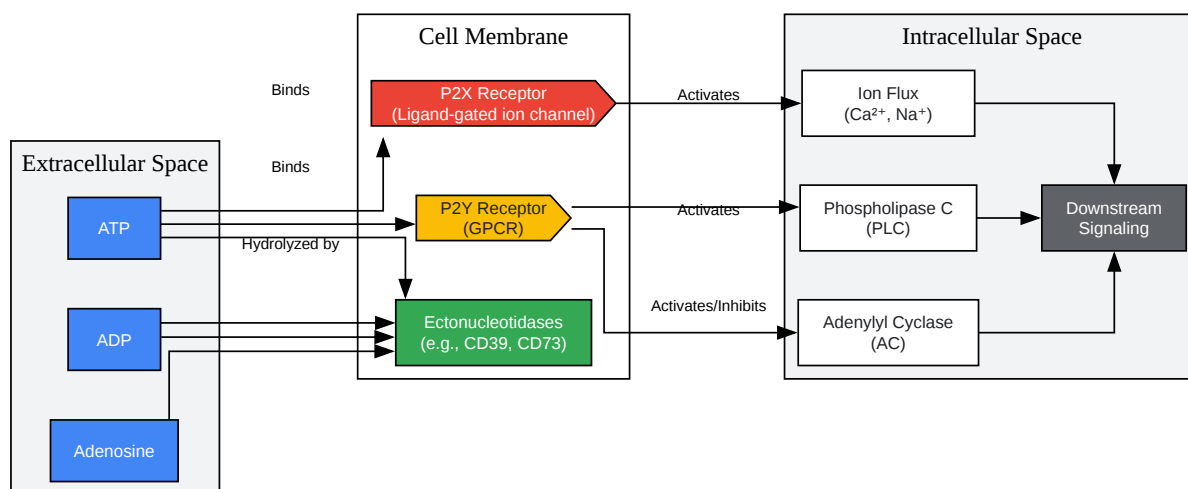 Extracellular Space
ATP
ADP
Adenosine
Binds
Binds
Hydrolyzed by
Cell Membrane
P2X Receptor
(Ligand-gated ion channel)
P2Y Receptor
(GPCR)
Ectonucleotidases
(e.g., CD39, CD73)
Activates
Activates
Activates/Inhibits
Intracellular Space
Ion Flux
(Ca²⁺, Na⁺)
Phospholipase C
(PLC)
Adenylyl Cyclase
(AC)
Downstream
Signaling